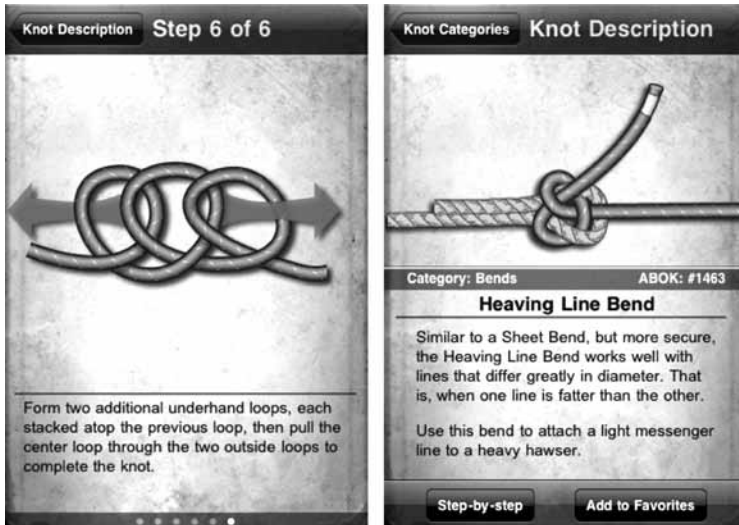 Knot Description
Step 6 of 6
Form two additional underhand loops, each
stacked atop the previous loop, then pull the
center loop through the two outside loops to
complete the knot.
Knot Categories
Knot Description
Category: Bends
ABOK: #1463
Heaving Line Bend
Similar to a Sheet Bend, but more secure,
the Heaving Line Bend works well with
lines that differ greatly in diameter. That
is, when one line is fatter than the other.
Use this bend to attach a light messenger
line to a heavy hawser.
Step-by-step
Add to Favorites